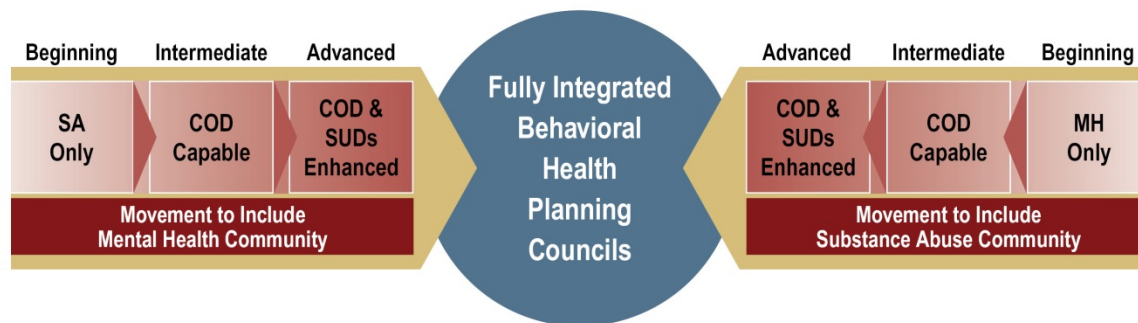 Beginning Intermediate Advanced
SA
Only
COD
Capable
COD &
SUDs
Enhanced
Movement to Include
Mental Health Community
Fully Integrated
Behavioral
Health
Planning
Councils
Advanced Intermediate Beginning
COD &
SUDs
Enhanced
COD
Capable
MH
Only
Movement to Include
Substance Abuse Community